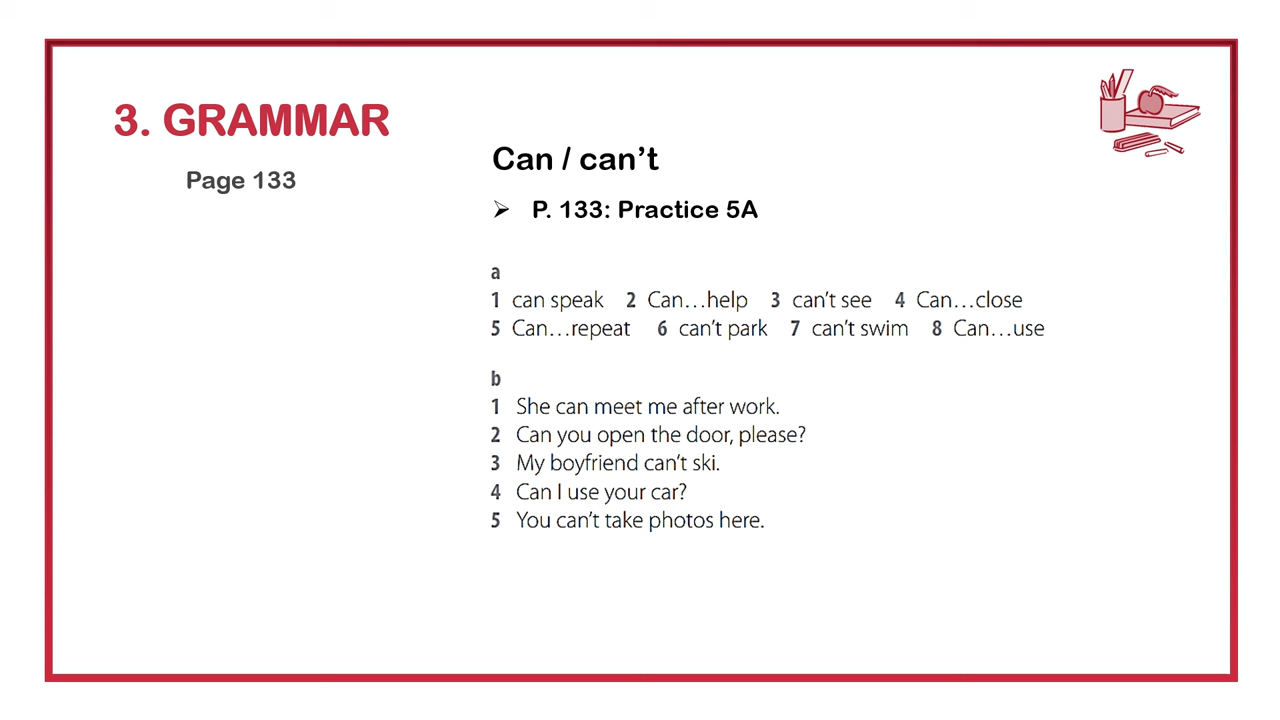 3. GRAMMAR
Page 133
Can / can’t
➢ P. 133: Practice 5A
a
1 can speak 2 Can…help 3 can’t see 4 Can…close
5 Can…repeat 6 can’t park 7 can’t swim 8 Can…use
b
1 She can meet me after work.
2 Can you open the door, please?
3 My boyfriend can’t ski.
4 Can I use your car?
5 You can’t take photos here.